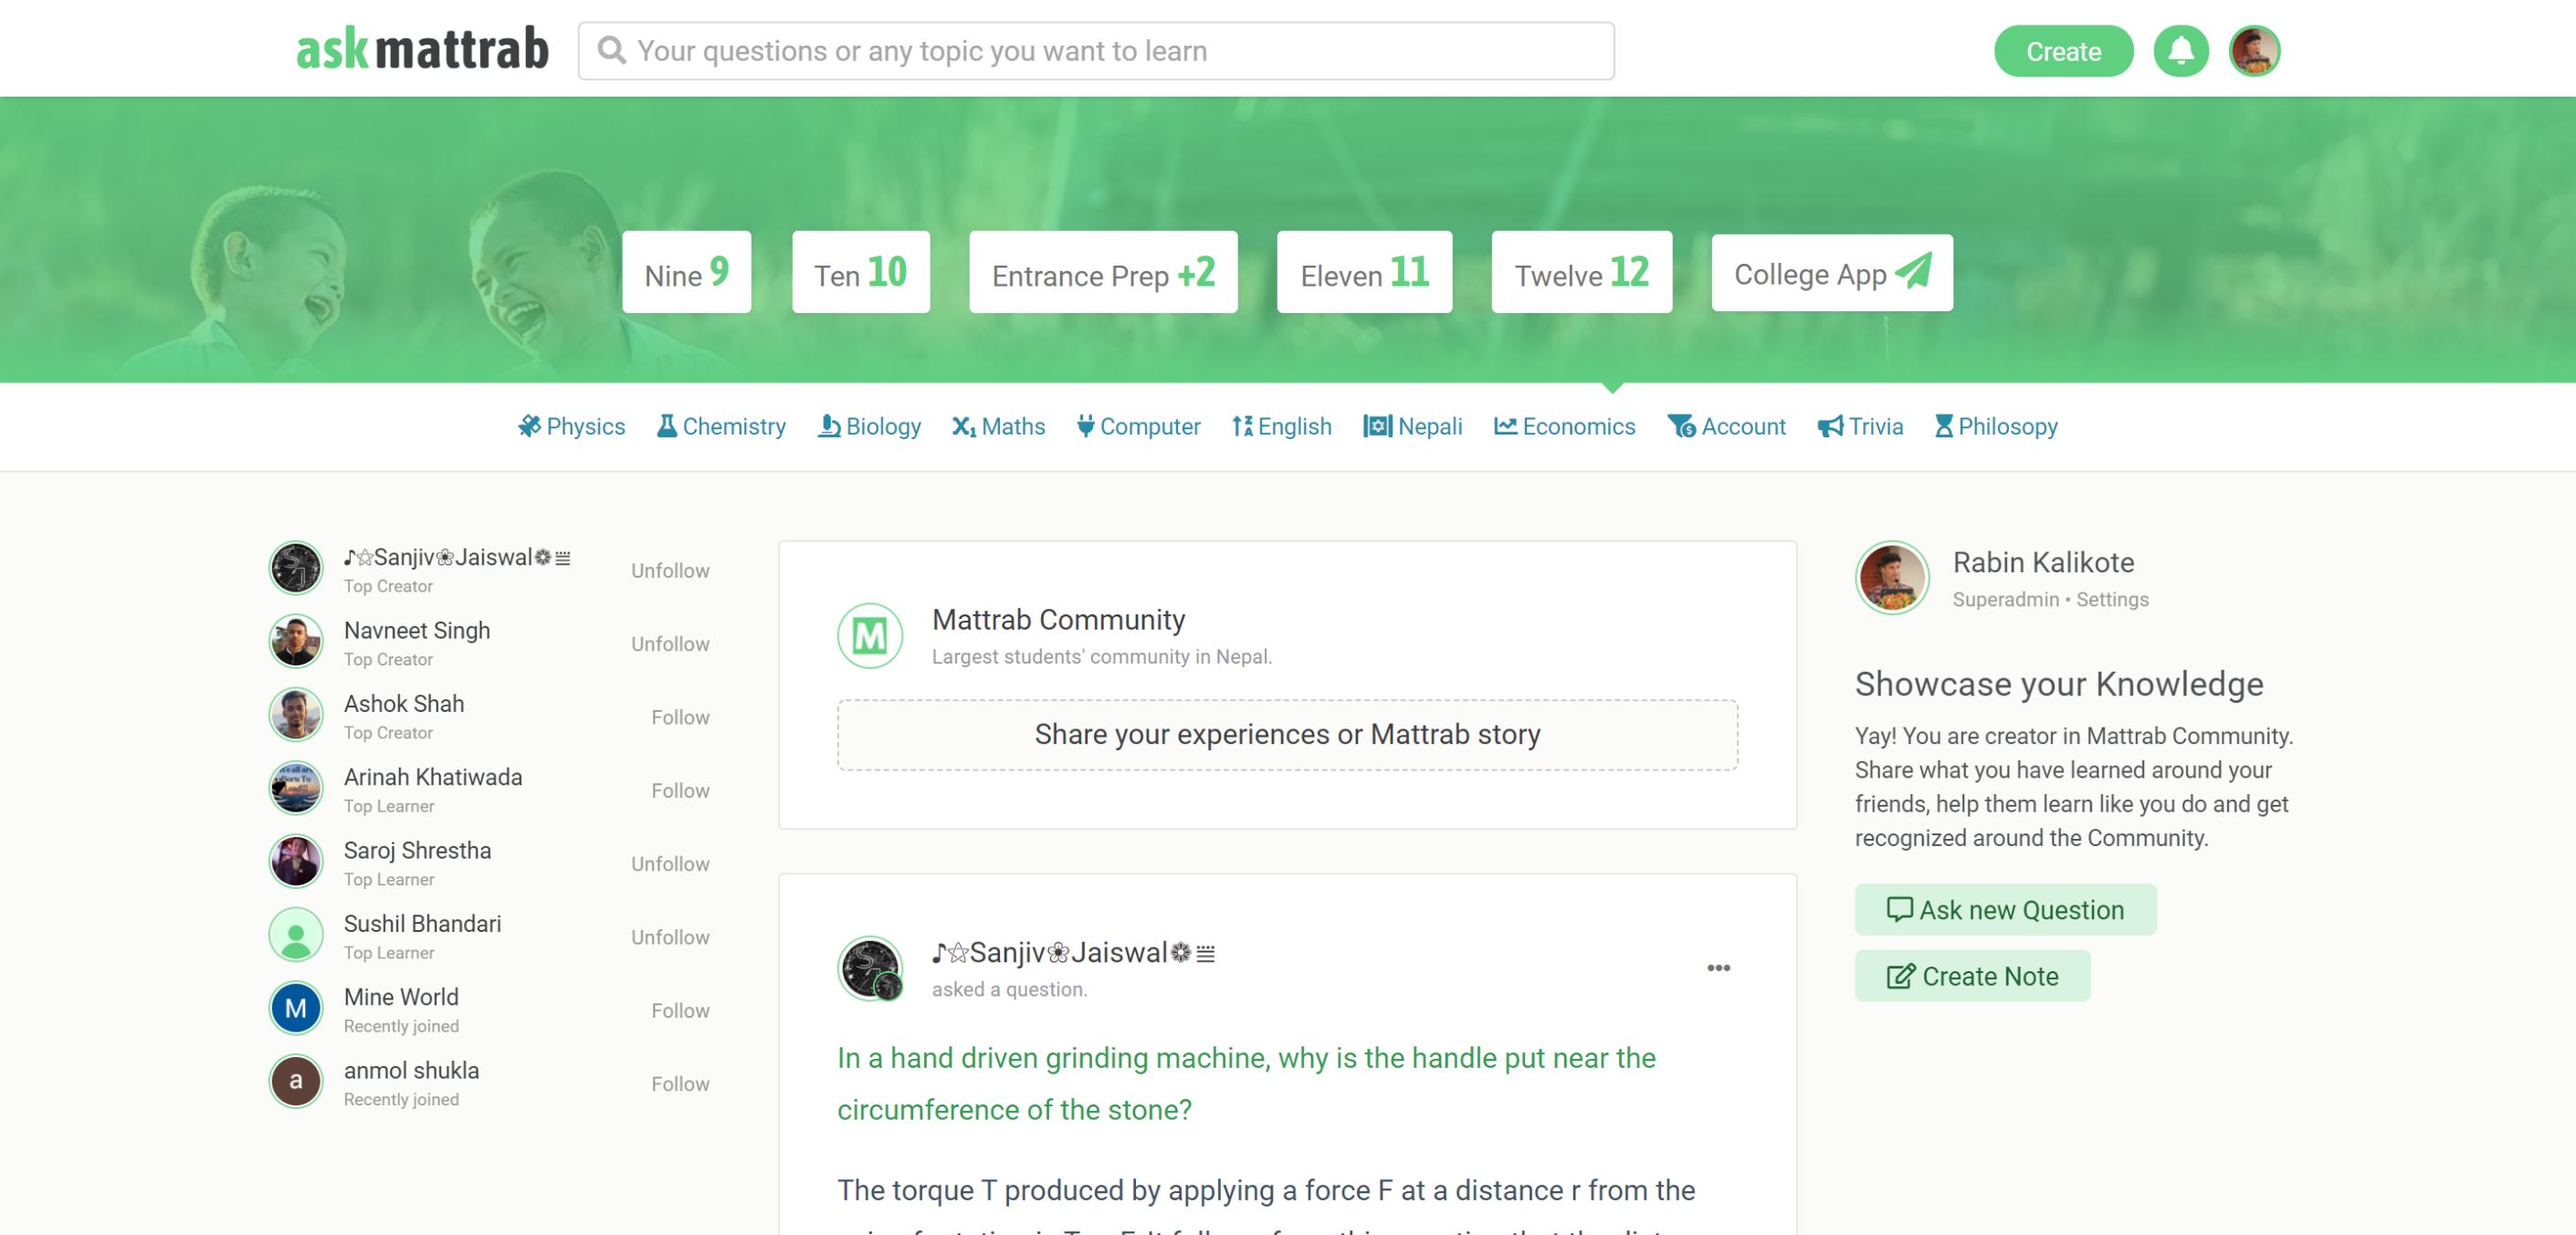 askmattrab
Your questions or any topic you want to learn
Create
Nine 9
Ten 10
Entrance Prep +2
Eleven 11
Twelve 12
College App
Physics
Chemistry
Biology
Maths
Computer
English
Nepali
Economics
Account
Trivia
Philosopy
♪☆Sanjiv❀Jaiswal❁𝌆
Top Creator
Unfollow
Navneet Singh
Top Creator
Unfollow
Ashok Shah
Top Creator
Follow
Arinah Khatiwada
Top Learner
Follow
Saroj Shrestha
Top Learner
Unfollow
Sushil Bhandari
Top Learner
Unfollow
M
Mine World
Recently joined
Follow
a
anmol shukla
Recently joined
Follow
M
Mattrab Community
Largest students' community in Nepal.
Share your experiences or Mattrab story
♪☆Sanjiv❀Jaiswal❁𝌆
asked a question.
In a hand driven grinding machine, why is the handle put near the
circumference of the stone?
The torque T produced by applying a force F at a distance r from the
Rabin Kalikote
Superadmin • Settings
Showcase your Knowledge
Yay! You are creator in Mattrab Community.
Share what you have learned around your
friends, help them learn like you do and get
recognized around the Community.
Ask new Question
Create Note